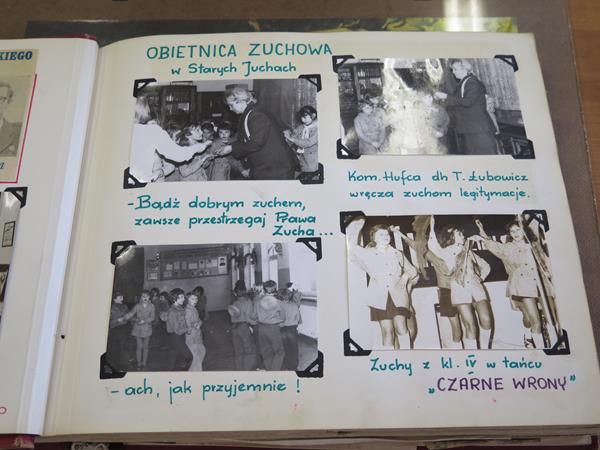 KIEGO
OBIETNICA ZUCHOWA
w Starych Juchach
- Bądź dobrym zuchem,
zawsze przestrzegaj Prawa
Zucha...
Kom. Hufca dh T. Łubowicz
wręcza zuchom legitymacje.
- ach, jak przyjemnie !
Zuchy z kl. IV w tańcu
„CZARNE WRONY"